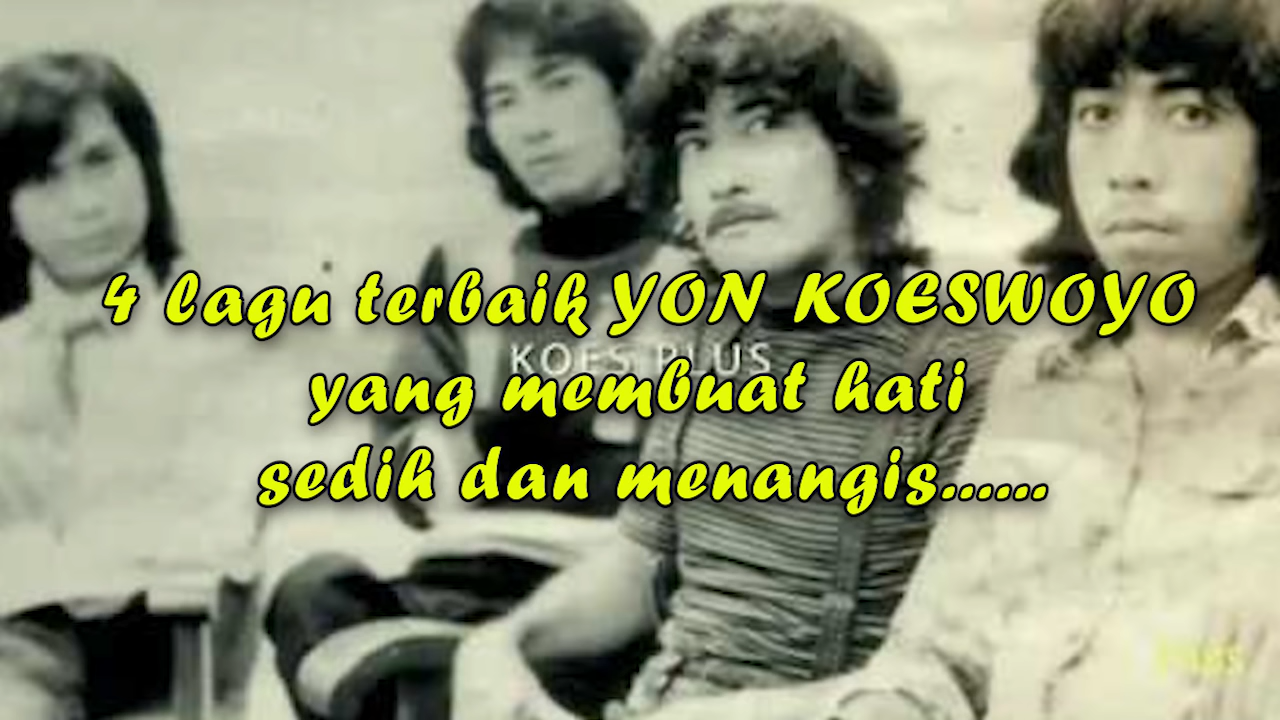 4 lagu terbaik YON KOESWOYO
KOES PLUS
yang membuat hati
sedih dan menangis......